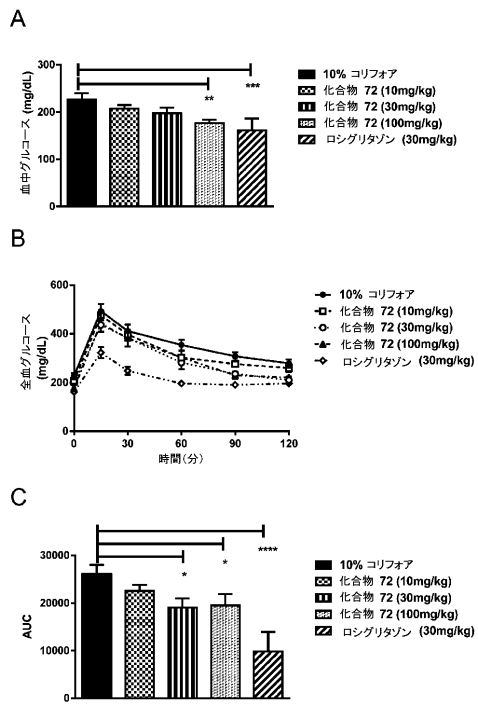 A
血中グルコース (mg/dL)
300
200
100
0
**
***
10% コリフォア
化合物 72 (10mg/kg)
化合物 72 (30mg/kg)
化合物 72 (100mg/kg)
ロシグリタゾン
(30mg/kg)
B
全血グルコース
(mg/dL)
600
400
200
0
0 30 60 90 120
時間(分)
10% コリフォア
化合物 72 (10mg/kg)
化合物 72 (30mg/kg)
化合物 72 (100mg/kg)
ロシグリタゾン (30mg/kg)
C
AUC
30000
20000
10000
0
*
*
****
10% コリフォア
化合物 72 (10mg/kg)
化合物 72 (30mg/kg)
化合物 72 (100mg/kg)
ロシグリタゾン (30mg/kg)